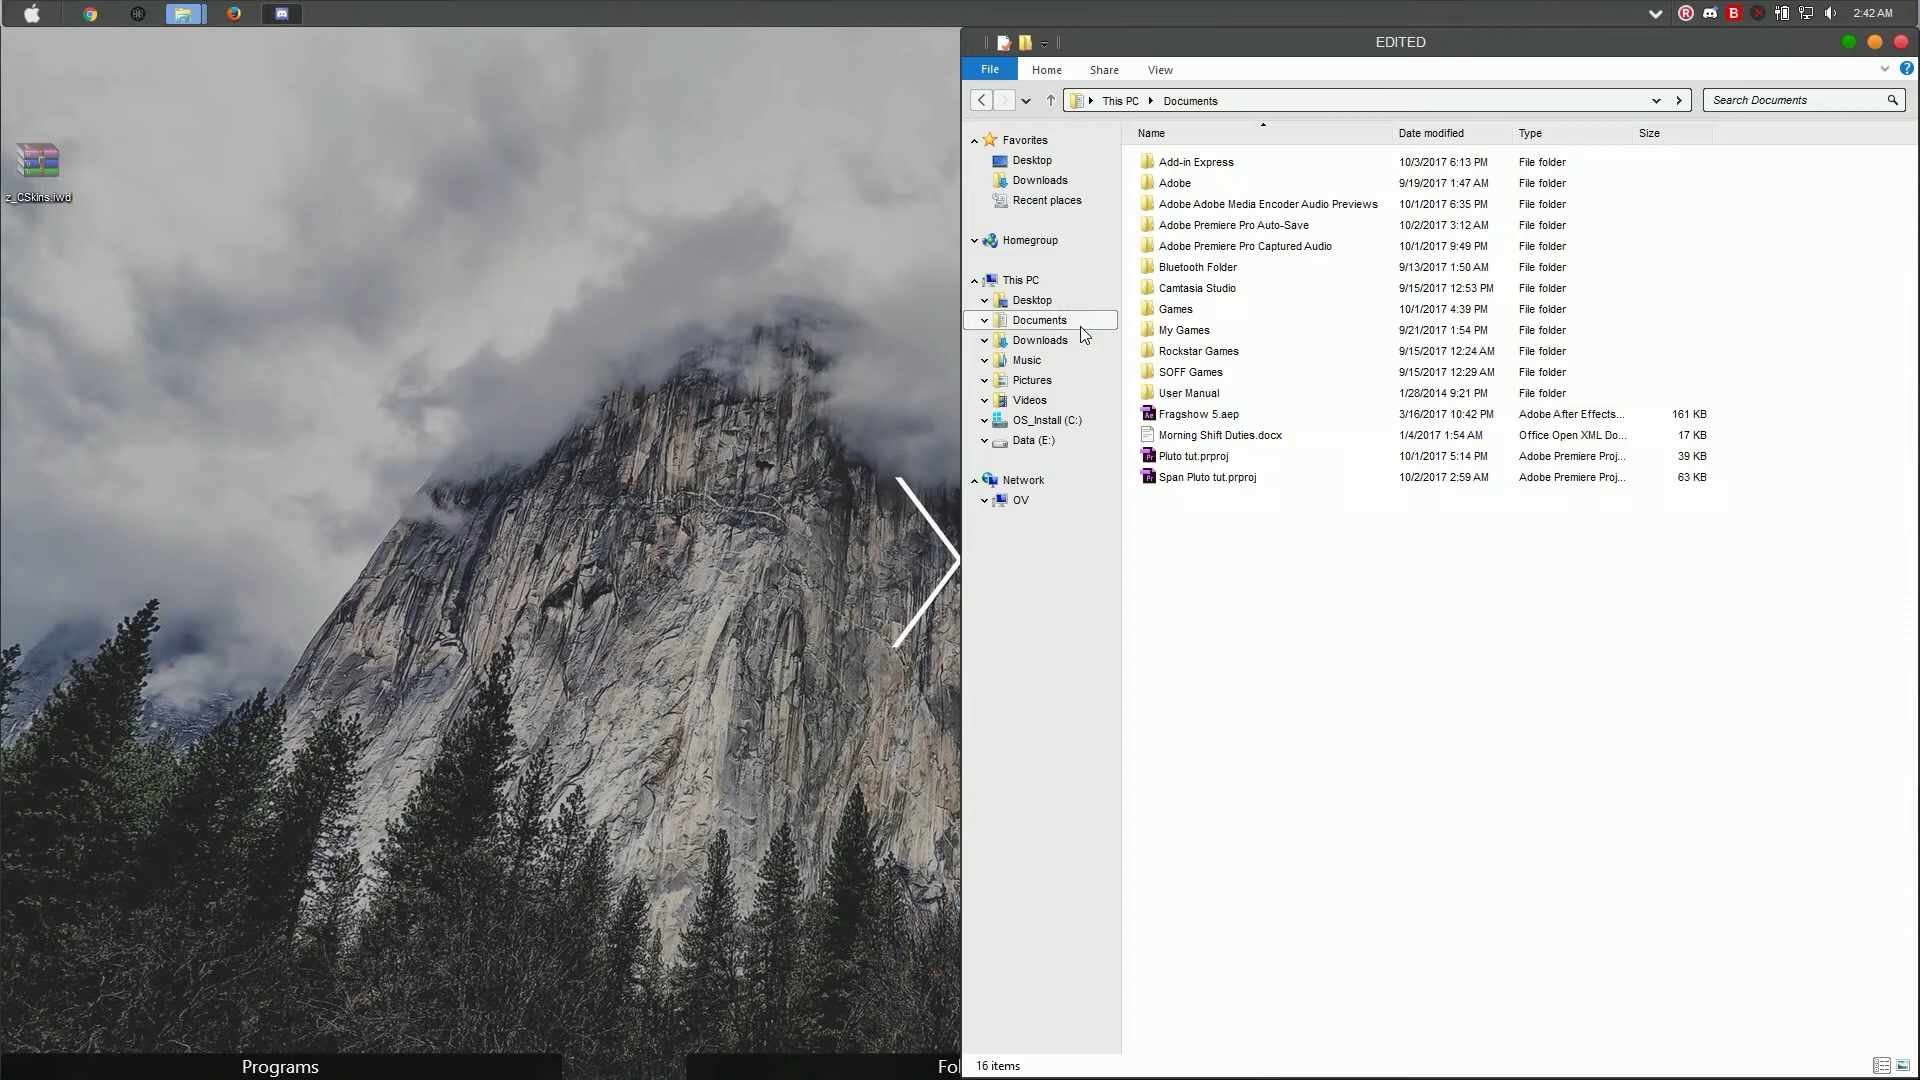 2:42 AM
EDITED
File Home Share View
This PC Documents
Search Documents
z_CSkins.iwd
Favorites
Desktop
Downloads
Recent places
Homegroup
This PC
Desktop
Documents
Downloads
Music
Pictures
Videos
OS_Install (C:)
Data (E:)
Network
OV
Name Date modified Type Size
Add-in Express 10/3/2017 6:13 PM File folder
Adobe 9/19/2017 1:47 AM File folder
Adobe Adobe Media Encoder Audio Previews 10/1/2017 6:35 PM File folder
Adobe Premiere Pro Auto-Save 10/2/2017 3:12 AM File folder
Adobe Premiere Pro Captured Audio 10/1/2017 9:49 PM File folder
Bluetooth Folder 9/13/2017 1:50 AM File folder
Camtasia Studio 9/15/2017 12:53 PM File folder
Games 10/1/2017 4:39 PM File folder
My Games 9/21/2017 1:54 PM File folder
Rockstar Games 9/15/2017 12:24 AM File folder
SOFF Games 9/15/2017 12:29 AM File folder
User Manual 1/28/2014 9:21 PM File folder
Fragshow 5.aep 3/16/2017 10:42 PM Adobe After Effects... 161 KB
Morning Shift Duties.docx 1/4/2017 1:54 AM Office Open XML Do... 17 KB
Pluto tut.prproj 10/1/2017 5:14 PM Adobe Premiere Proj... 39 KB
Span Pluto tut.prproj 10/2/2017 2:59 AM Adobe Premiere Proj... 63 KB
Programs
Fol
16 items